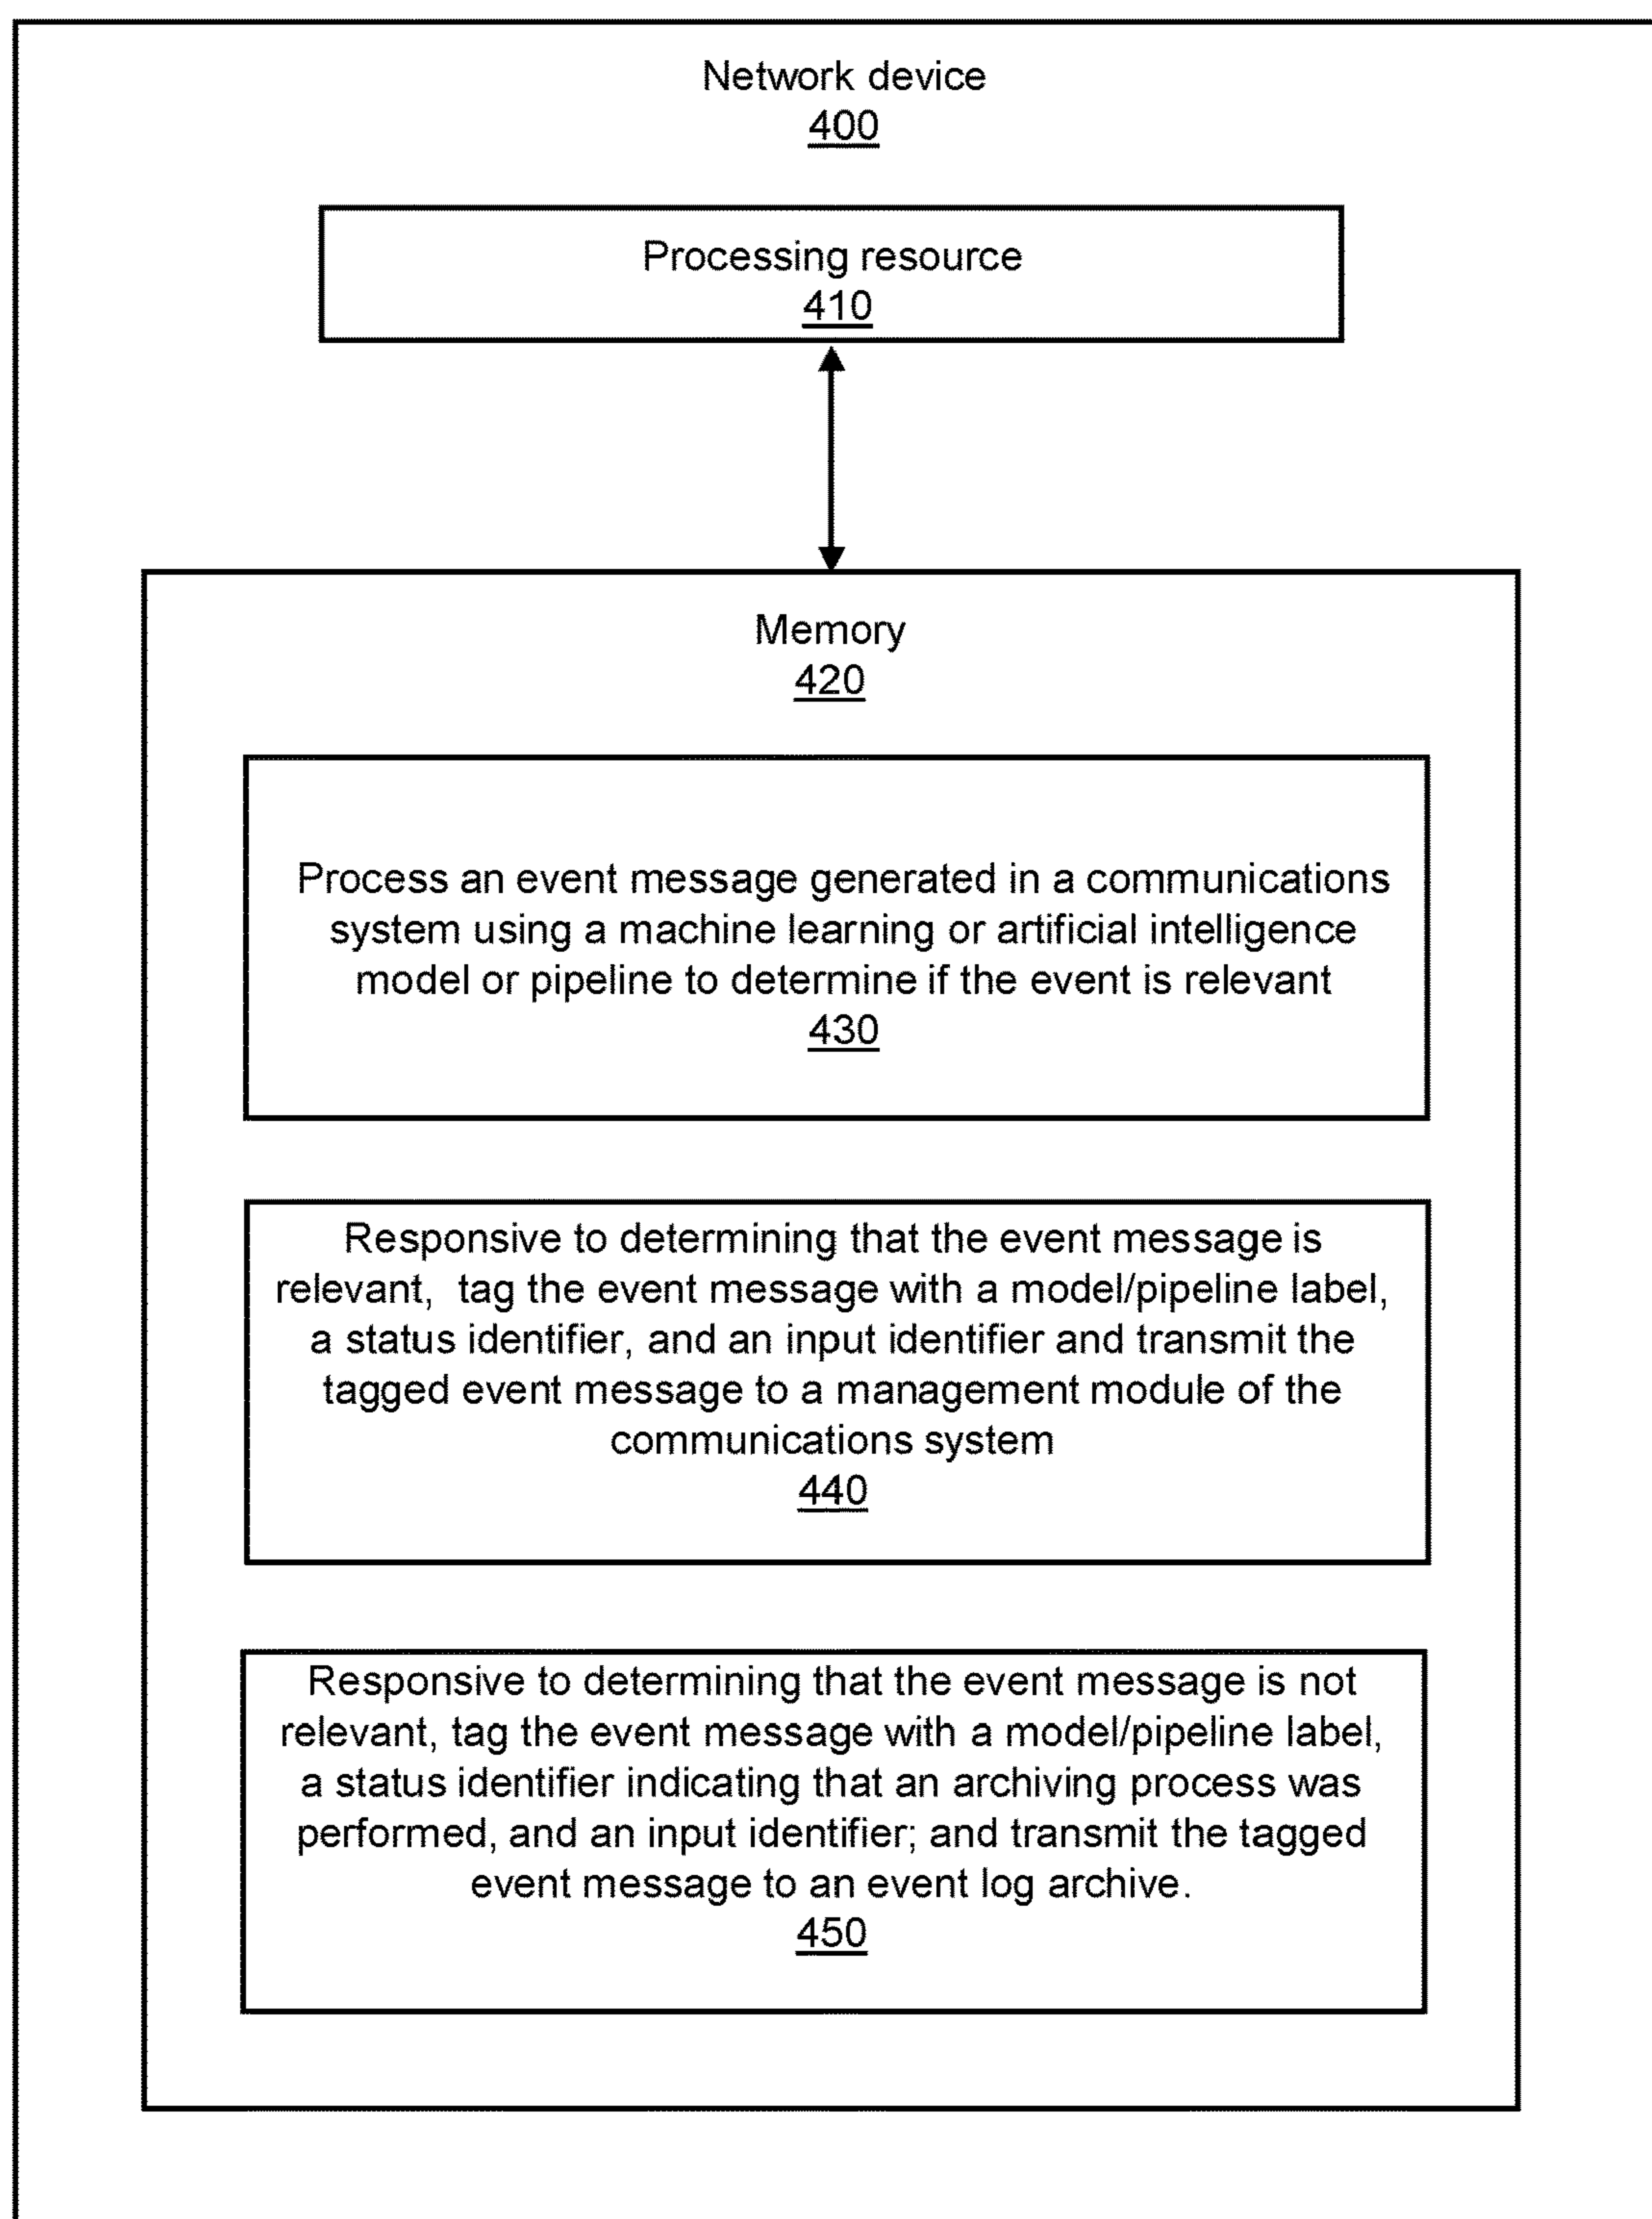 Network device
400
Processing resource
410
Memory
420
Process an event message generated in a communications
system using a machine learning or artificial intelligence
model or pipeline to determine if the event is relevant
430
Responsive to determining that the event message is
relevant,  tag the event message with a model/pipeline label,
a status identifier, and an input identifier and transmit the
tagged event message to a management module of the
communications system
440
Responsive to determining that the event message is not
relevant, tag the event message with a model/pipeline label,
a status identifier indicating that an archiving process was
performed, and an input identifier; and transmit the tagged
event message to an event log archive.
450